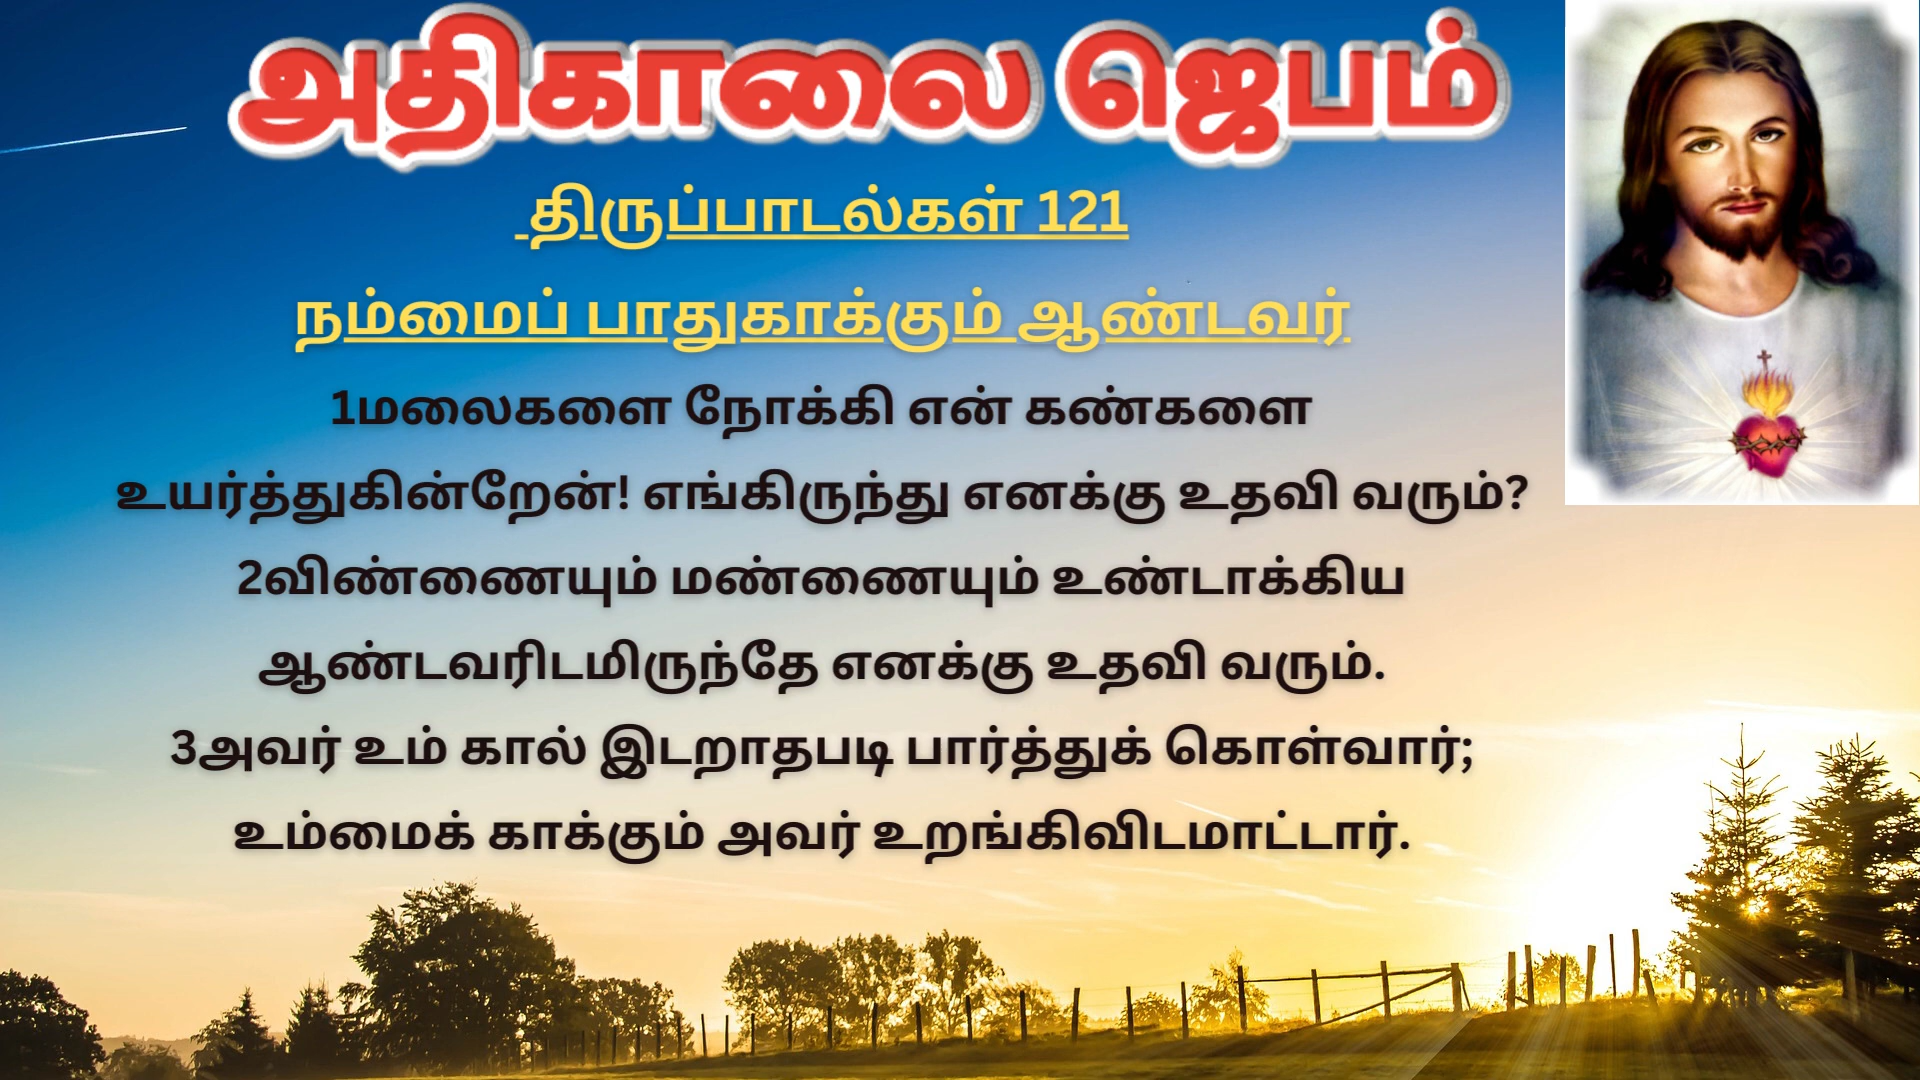 அதிகாலை ஜெபம்
திருப்பாடல்கள் 121
நம்மைப் பாதுகாக்கும் ஆண்டவர்
1மலைகளை நோக்கி என் கண்களை
உயர்த்துகின்றேன்! எங்கிருந்து எனக்கு உதவி வரும்?
2விண்ணையும் மண்ணையும் உண்டாக்கிய
ஆண்டவரிடமிருந்தே எனக்கு உதவி வரும்.
3அவர் உம் கால் இடறாதபடி பார்த்துக் கொள்வார்;
உம்மைக் காக்கும் அவர் உறங்கிவிடமாட்டார்.